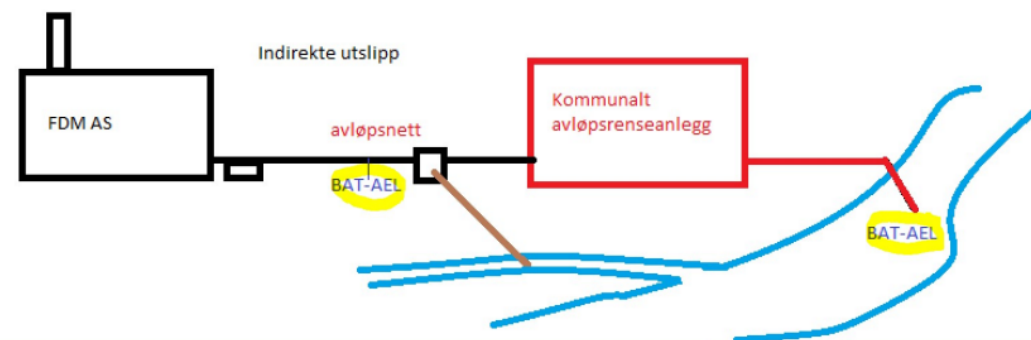 Indirekte utslipp
FDM AS
avløpsnett
BAT-AEL
Kommunalt
avløpsrenseanlegg
BAT-AEL